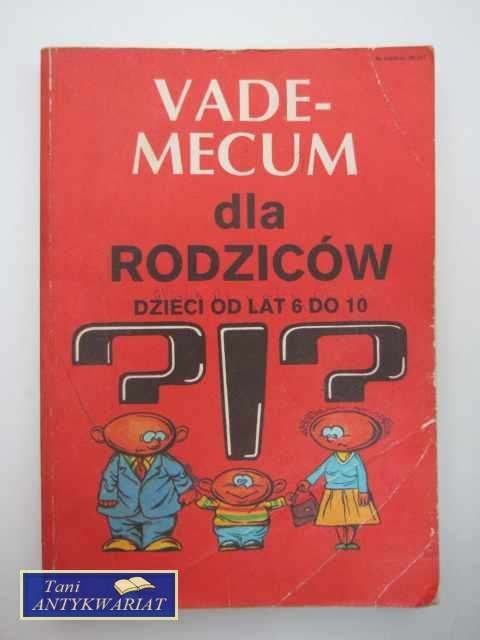 VADE-
MECUM
dla
RODZICÓW
DZIECI OD LAT 6 DO 10
?!?
Tani
ANTYKWARIAT